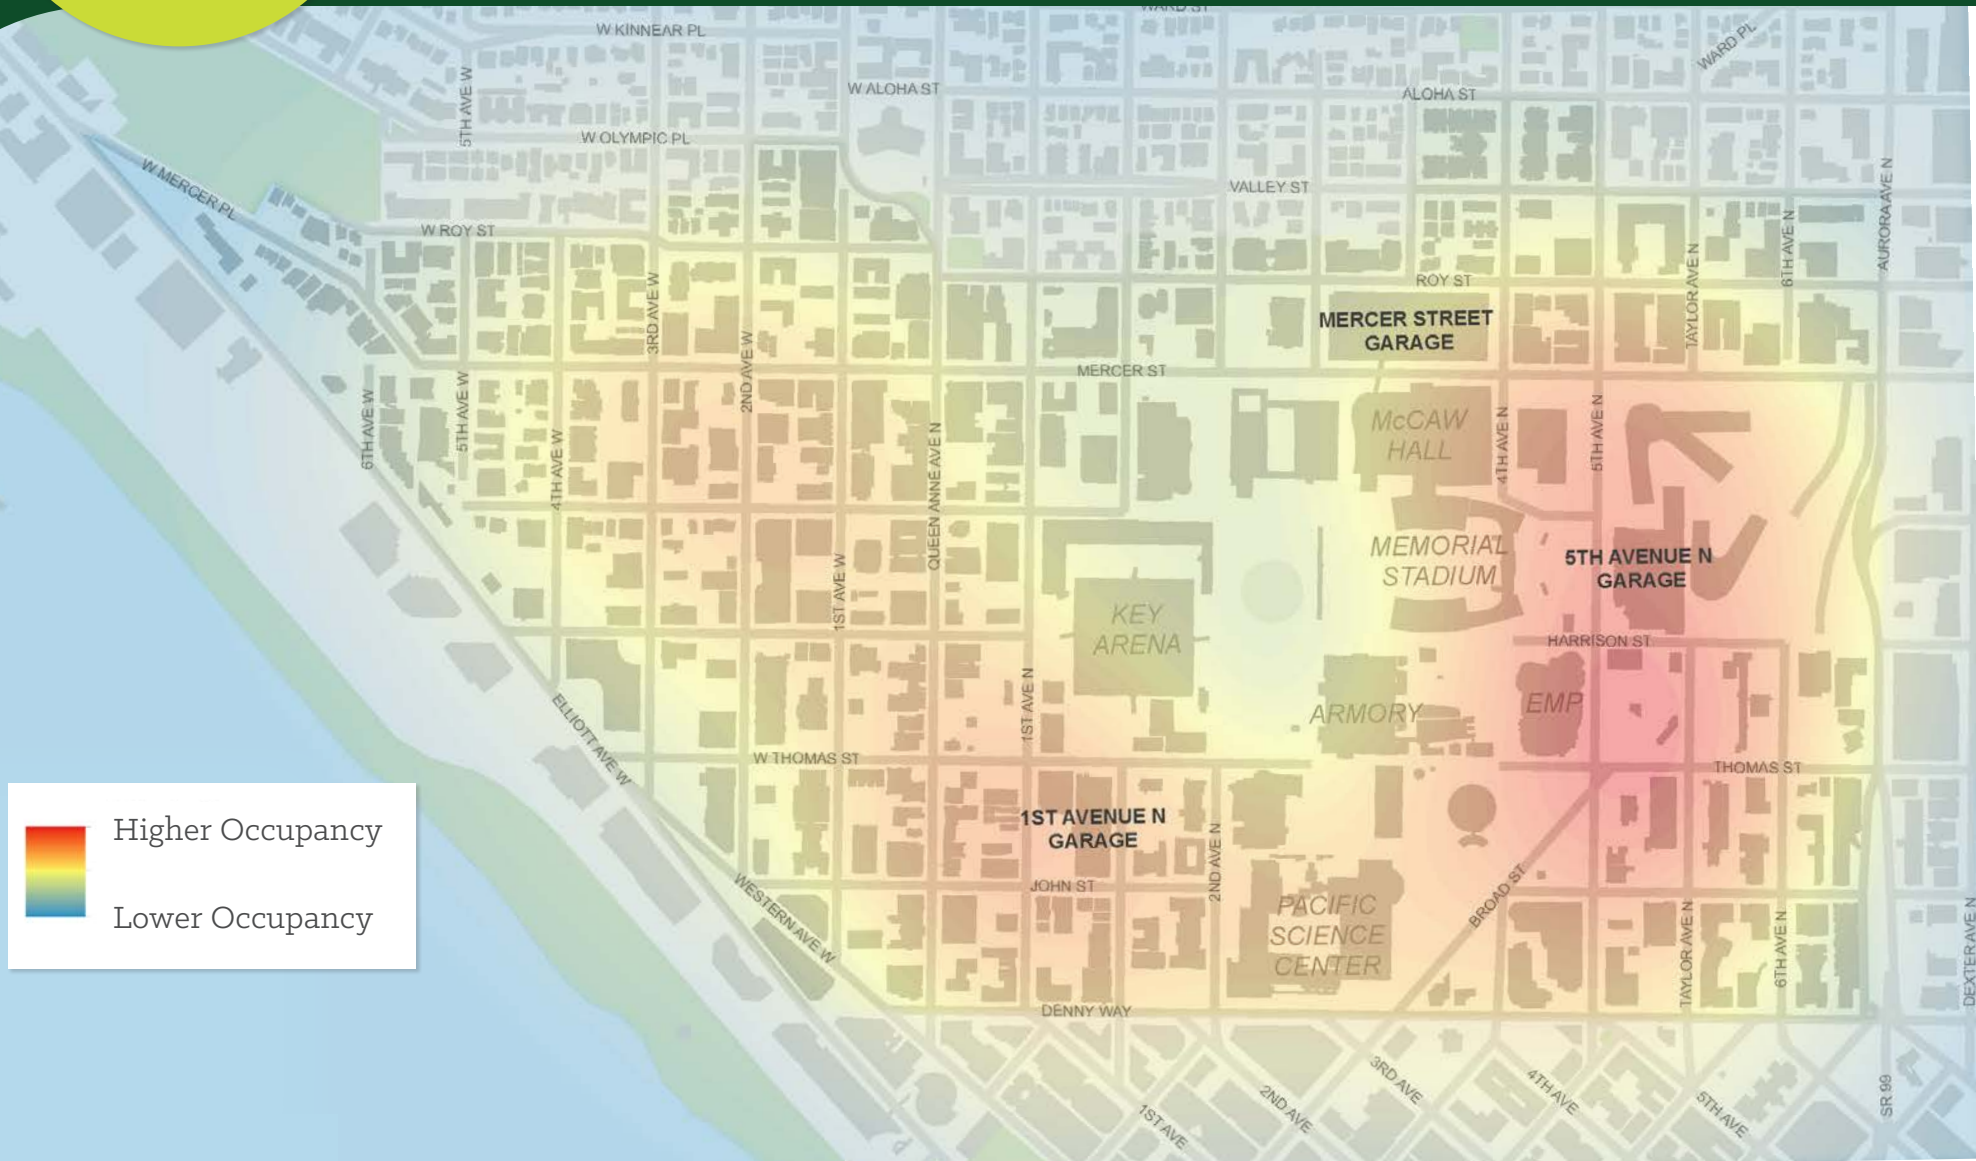 WARD ST
W KINNEAR PL
WARD PL
W ALOHA ST
ALOHA ST
5TH AVE W
W OLYMPIC PL
W MERCER PL
VALLEY ST
AURORA AVE N
W ROY ST
6TH AVE N
ROY ST
TAYLOR AVE N
3RD AVE W
MERCER STREET
GARAGE
2ND AVE W
MERCER ST
6TH AVE W
5TH AVE W
4TH AVE W
QUEEN ANNE AVE N
McCAW
HALL
4TH AVE N
5TH AVE N
MEMORIAL
STADIUM
5TH AVENUE N
GARAGE
1ST AVE W
KEY
ARENA
HARRISON ST
1ST AVE N
EMP
ARMORY
ELLIOTT AVE W
W THOMAS ST
THOMAS ST
1ST AVENUE N
GARAGE
2ND AVE N
Higher Occupancy
Lower Occupancy
JOHN ST
WESTERN AVE W
PACIFIC
SCIENCE
CENTER
BROAD ST
TAYLOR AVE N
6TH AVE N
DEXTER AVE N
DENNY WAY
3RD AVE
2ND AVE
1ST AVE
4TH AVE
5TH AVE
SR 99